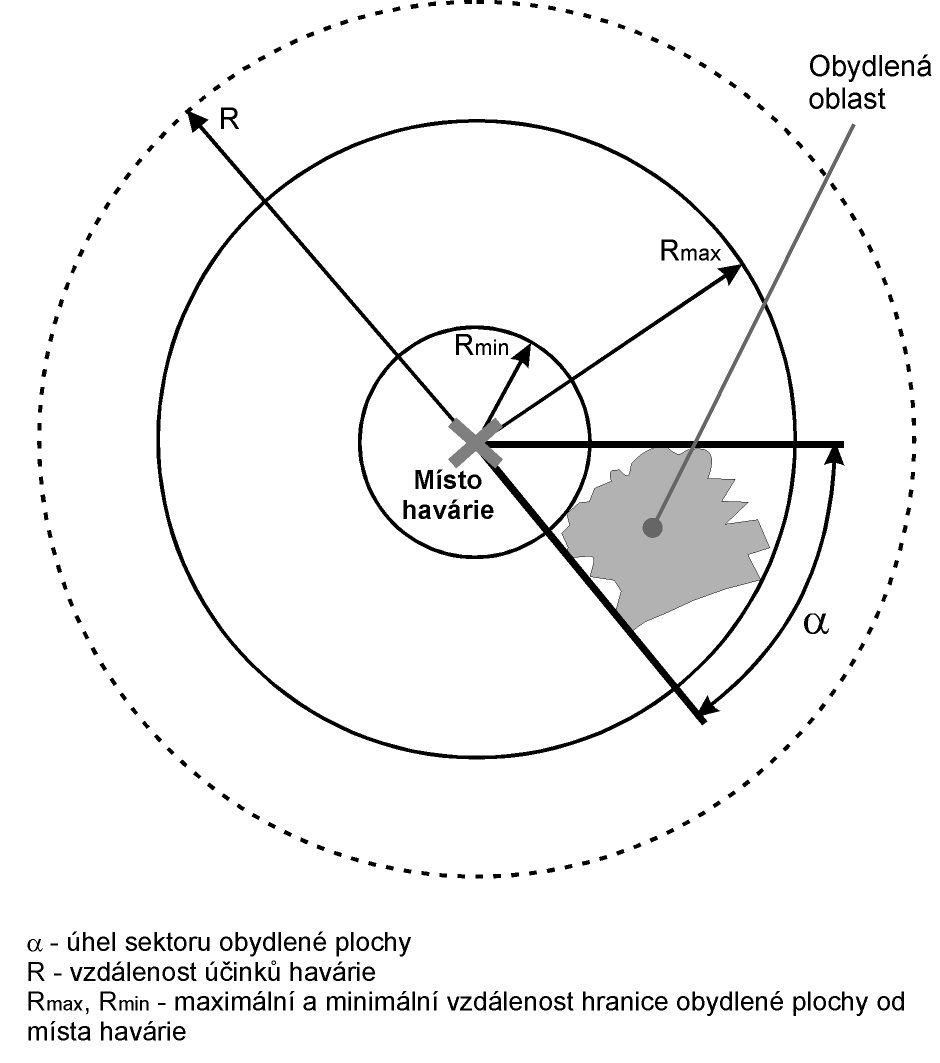 Obydlená
oblast
R
Rmax
Rmin
Místo
havárie
α
α - úhel sektoru obydlené plochy
R - vzdálenost účinků havárie
Rmax, Rmin - maximální a minimální vzdálenost hranice obydlené plochy od
místa havárie